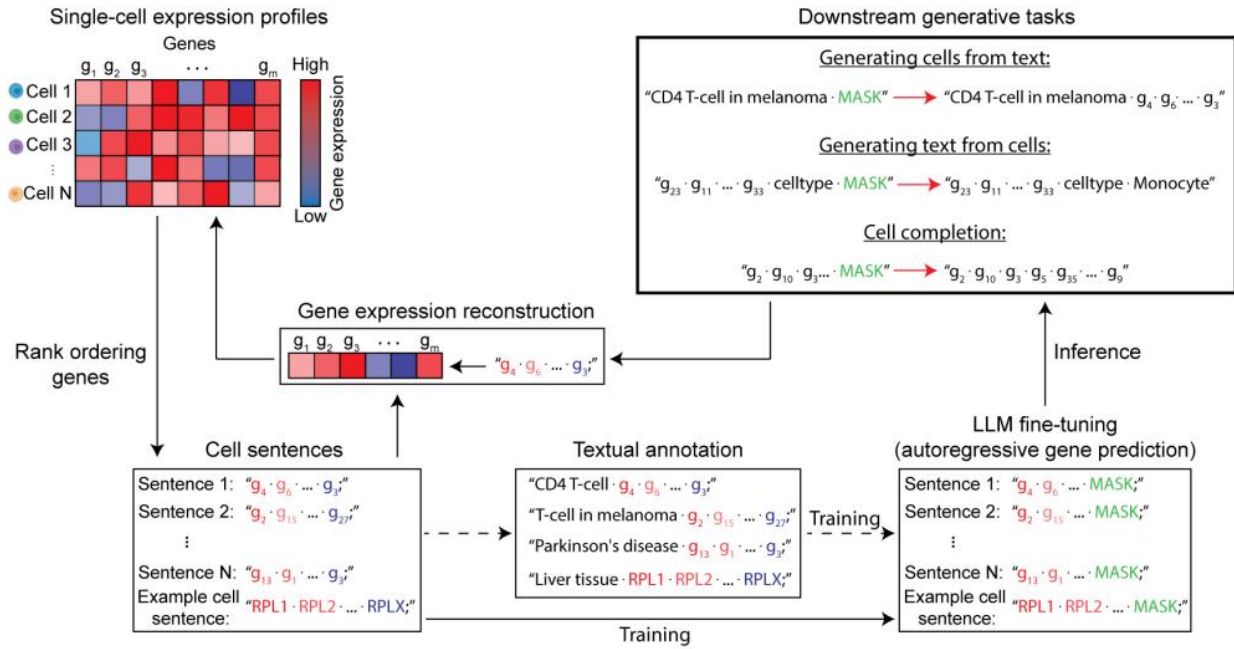 Single-cell expression profiles
Genes
g₁ g₂ g₃ ... gₘ
Cell 1
Cell 2
Cell 3
⋮
Cell N
High
Gene expression
Low
Downstream generative tasks
Generating cells from text:
“CD4 T-cell in melanoma · MASK” → “CD4 T-cell in melanoma · g₄ · g₆ · ... · g₃”
Generating text from cells:
“g₂₃ · g₁₁ · ... · g₃₃ celltype · MASK” → “g₂₃ · g₁₁ · ... · g₃₃ celltype · Monocyte”
Cell completion:
“g₂ · g₁₀ · g₃... · MASK” → “g₂ · g₁₀ · g₃ · g₅ · g₃₅ ... · g₉”
Gene expression reconstruction
g₁ g₂ g₃ ... gₘ
“g₄ · g₆ · ... · g₃;”
Rank ordering
genes
Inference
Cell sentences
Sentence 1: “g₄ · g₆ · ... · g₃;”
Sentence 2: “g₂ · g₁₅ · ... · g₂₇;”
⋮
Sentence N: “g₁₃ · g₁ · ... · g₃;”
Example cell
sentence: “RPL1 · RPL2 · ... · RPLX;”
Textual annotation
“CD4 T-cell · g₄ · g₆ · ... · g₃;”
“T-cell in melanoma · g₂ · g₁₅ · ... · g₂₇;”
“Parkinson's disease · g₁₃ · g₁ · ... · g₃;”
“Liver tissue · RPL1 · RPL2 · ... · RPLX;”
Training
Training
LLM fine-tuning
(autoregressive gene prediction)
Sentence 1: “g₄ · g₆ · ... · MASK;”
Sentence 2: “g₂ · g₁₅ · ... · MASK;”
⋮
Sentence N: “g₁₃ · g₁ · ... · MASK;”
Example cell
sentence: “RPL1 · RPL2 · ... · MASK;”